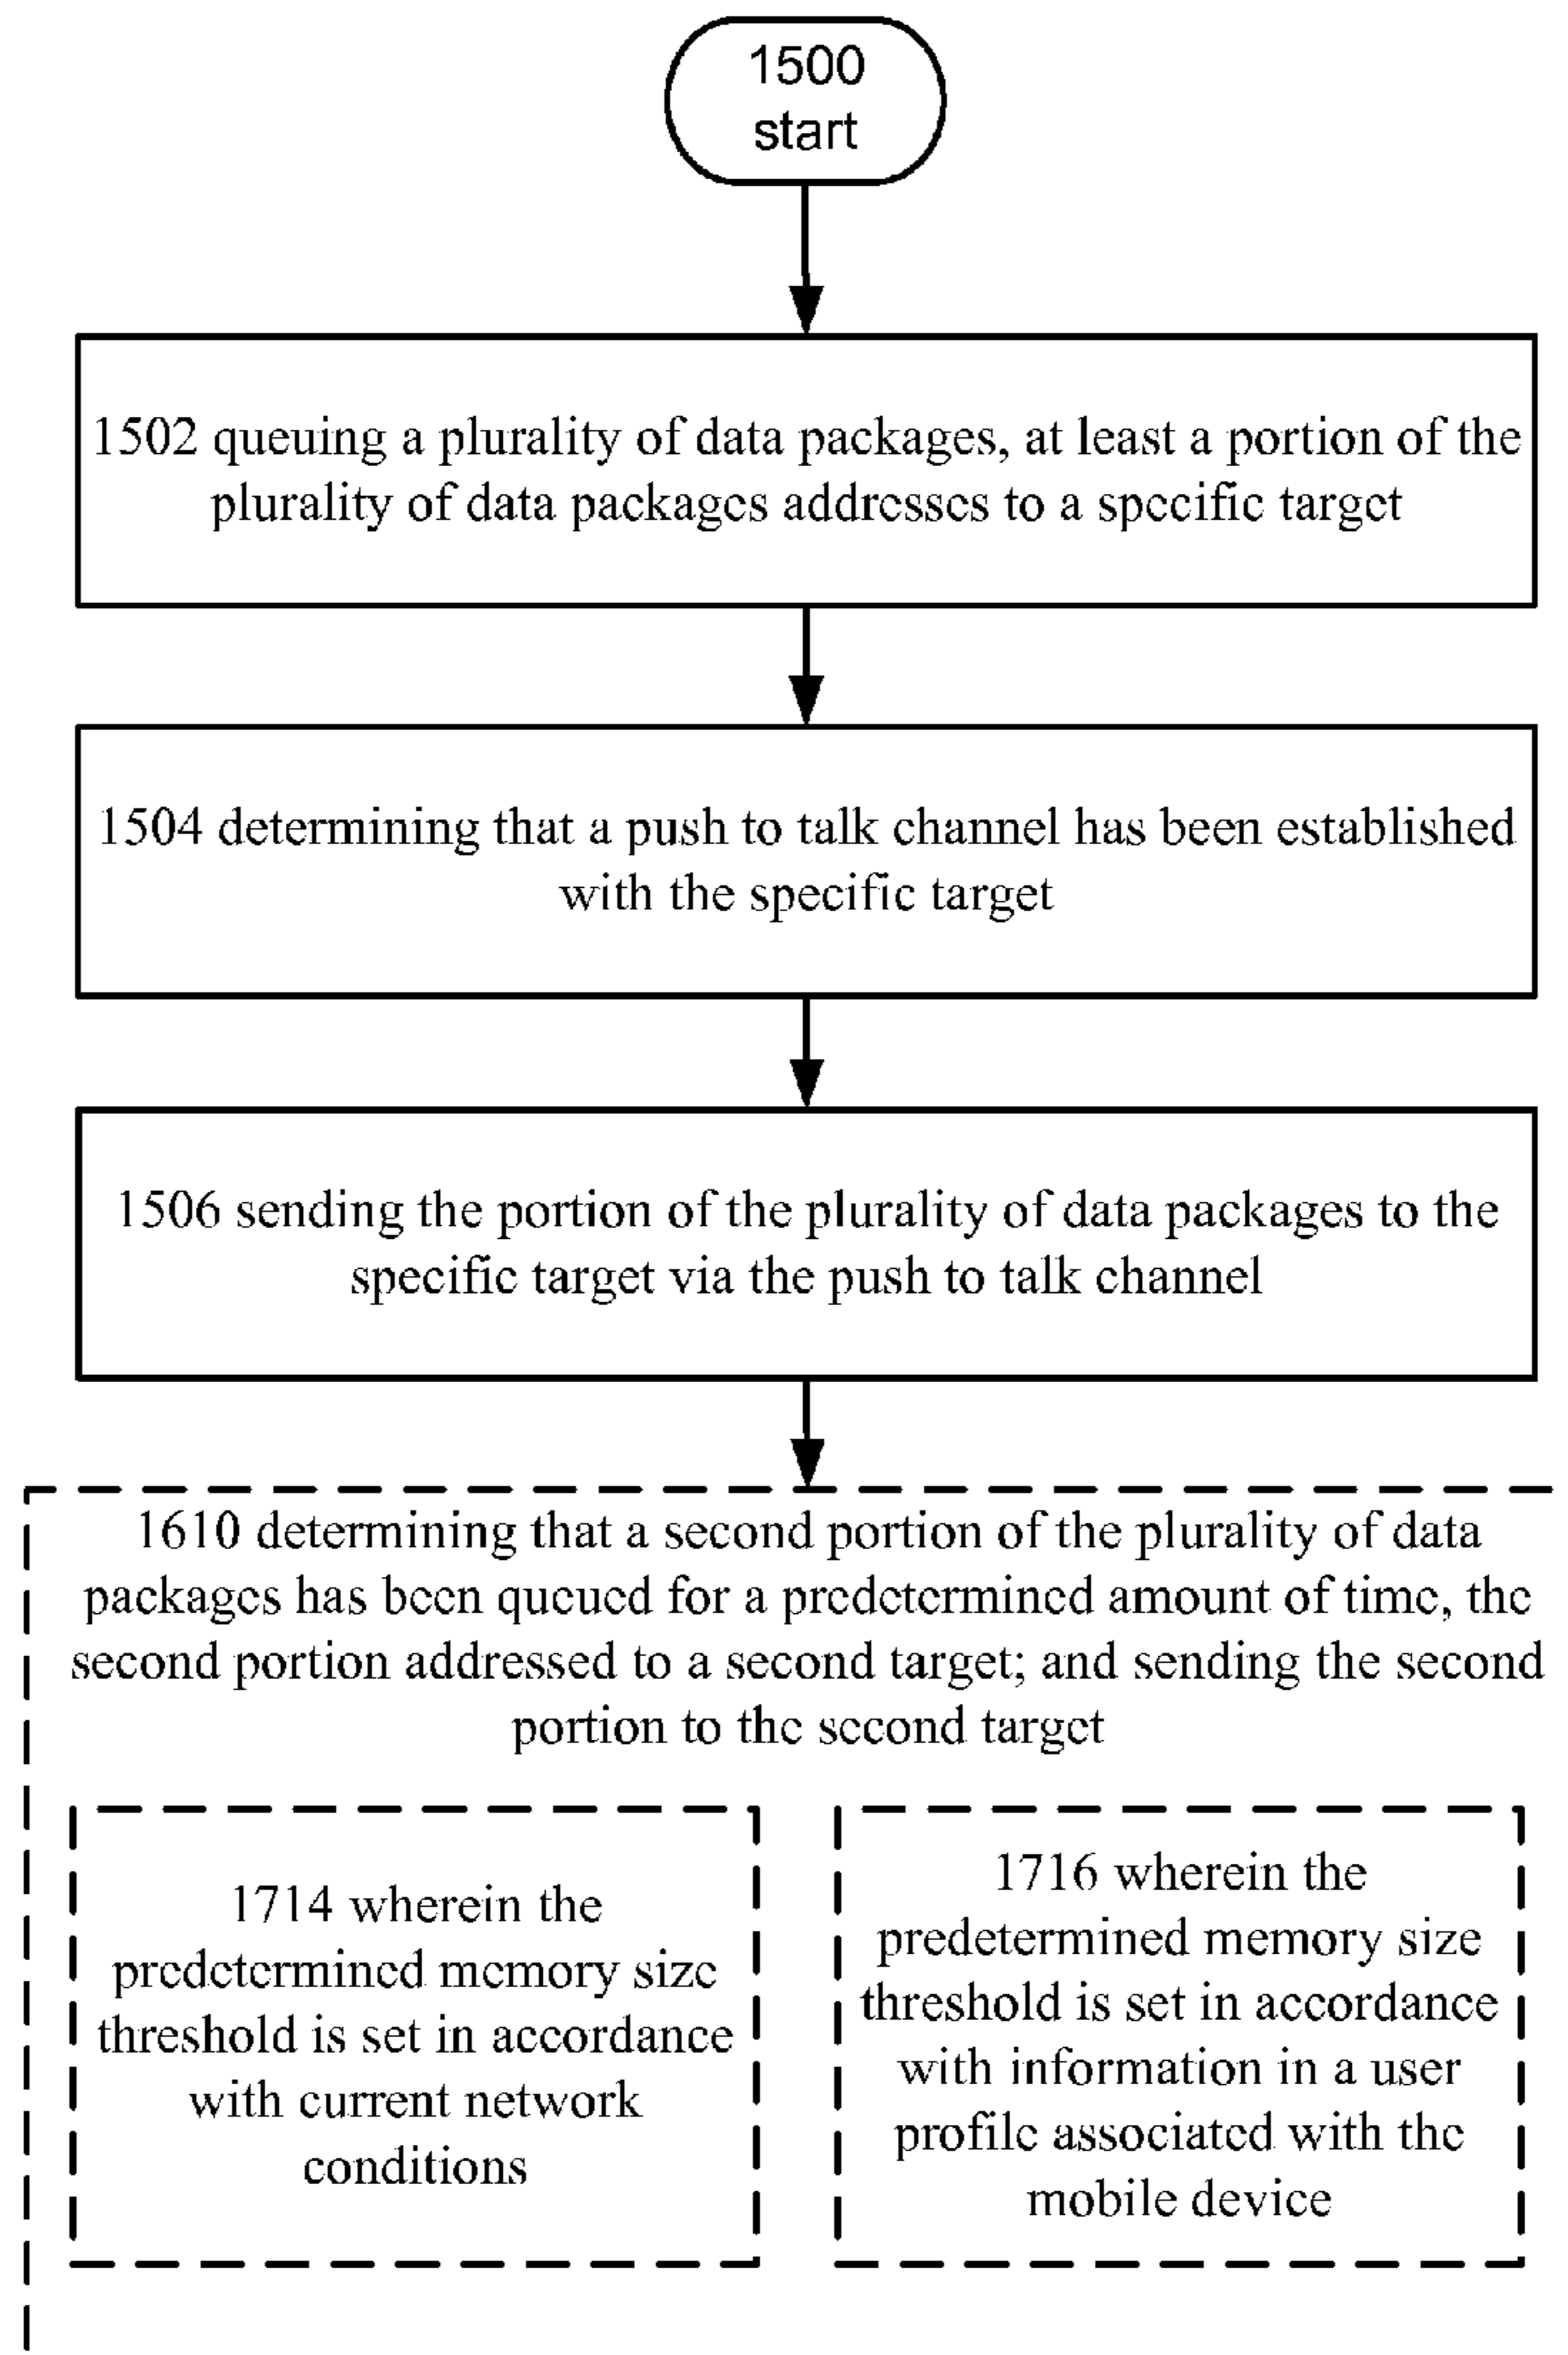 1500
start
1502 queuing a plurality of data packages, at least a portion of the
plurality of data packages addresses to a specific target
1504 determining that a push to talk channel has been established
with the specific target
1506 sending the portion of the plurality of data packages to the
specific target via the push to talk channel
1610 determining that a second portion of the plurality of data
packages has been queued for a predetermined amount of time, the
second portion addressed to a second target; and sending the second
portion to the second target
1714 wherein the
predetermined memory size
threshold is set in accordance
with current network
conditions
1716 wherein the
predetermined memory size
threshold is set in accordance
with information in a user
profile associated with the
mobile device